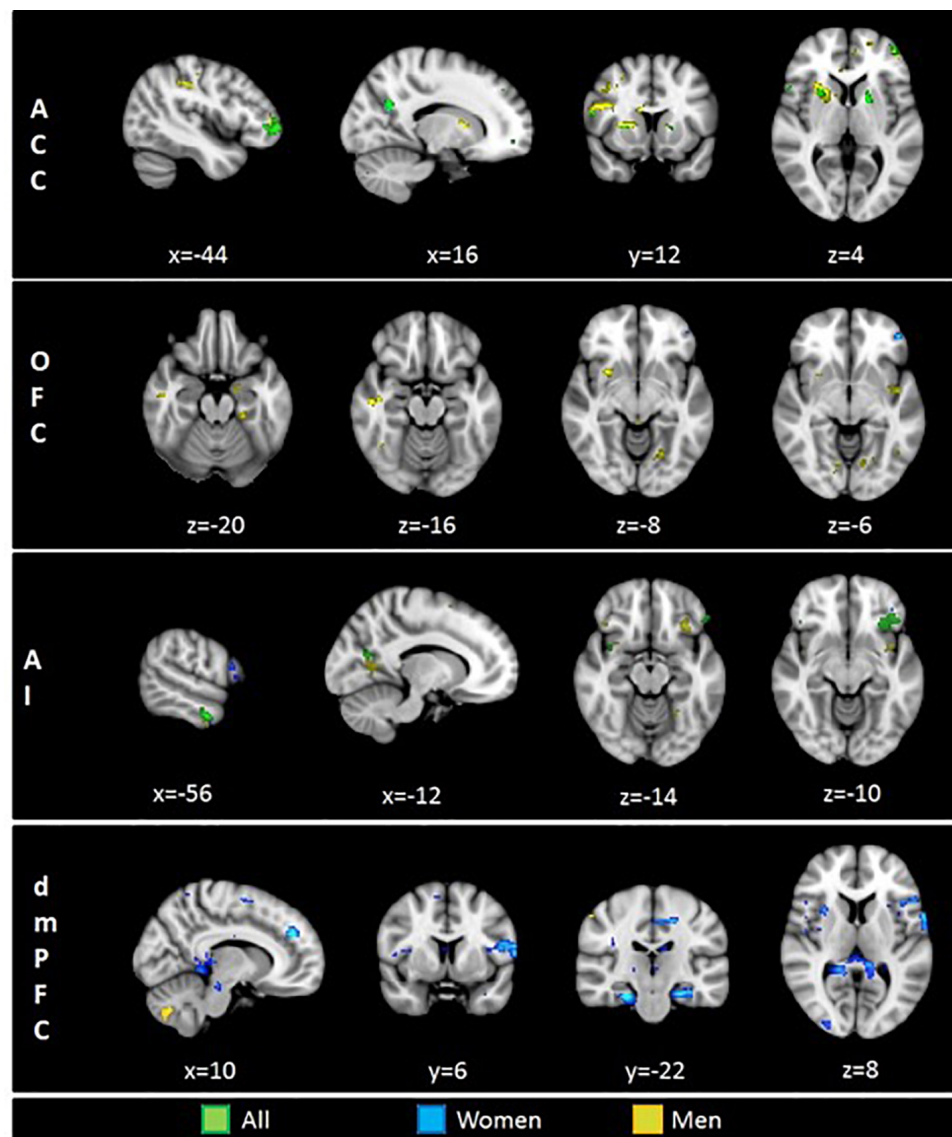 A
C
C
x=-44
x=16
y=12
z=4
O
F
C
z=-20
z=-16
z=-8
z=-6
A
I
x=-56
x=-12
z=-14
z=-10
d
m
P
F
C
x=10
y=6
y=-22
z=8
All
Women
Men